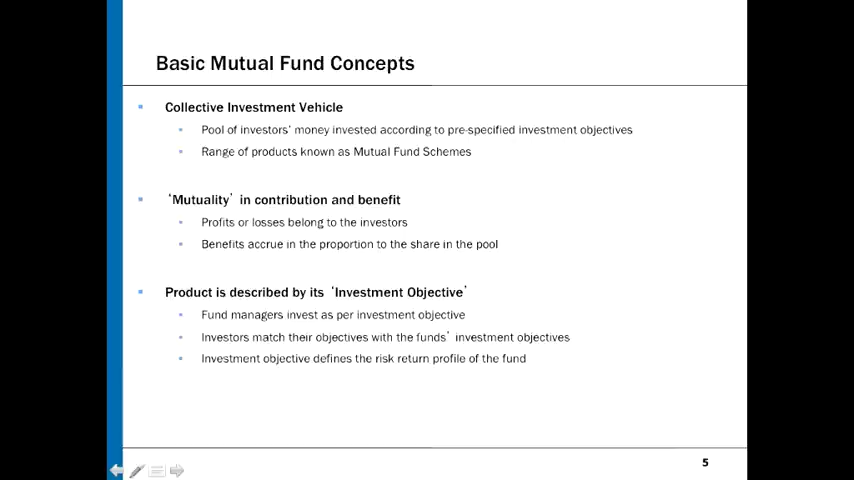 Basic Mutual Fund Concepts
Collective Investment Vehicle
Pool of investors' money invested according to pre-specified investment objectives
Range of products known as Mutual Fund Schemes
'Mutuality' in contribution and benefit
Profits or losses belong to the investors
Benefits accrue in the proportion to the share in the pool
Product is described by its 'Investment Objective'
Fund managers invest as per investment objective
Investors match their objectives with the funds' investment objectives
Investment objective defines the risk return profile of the fund
5